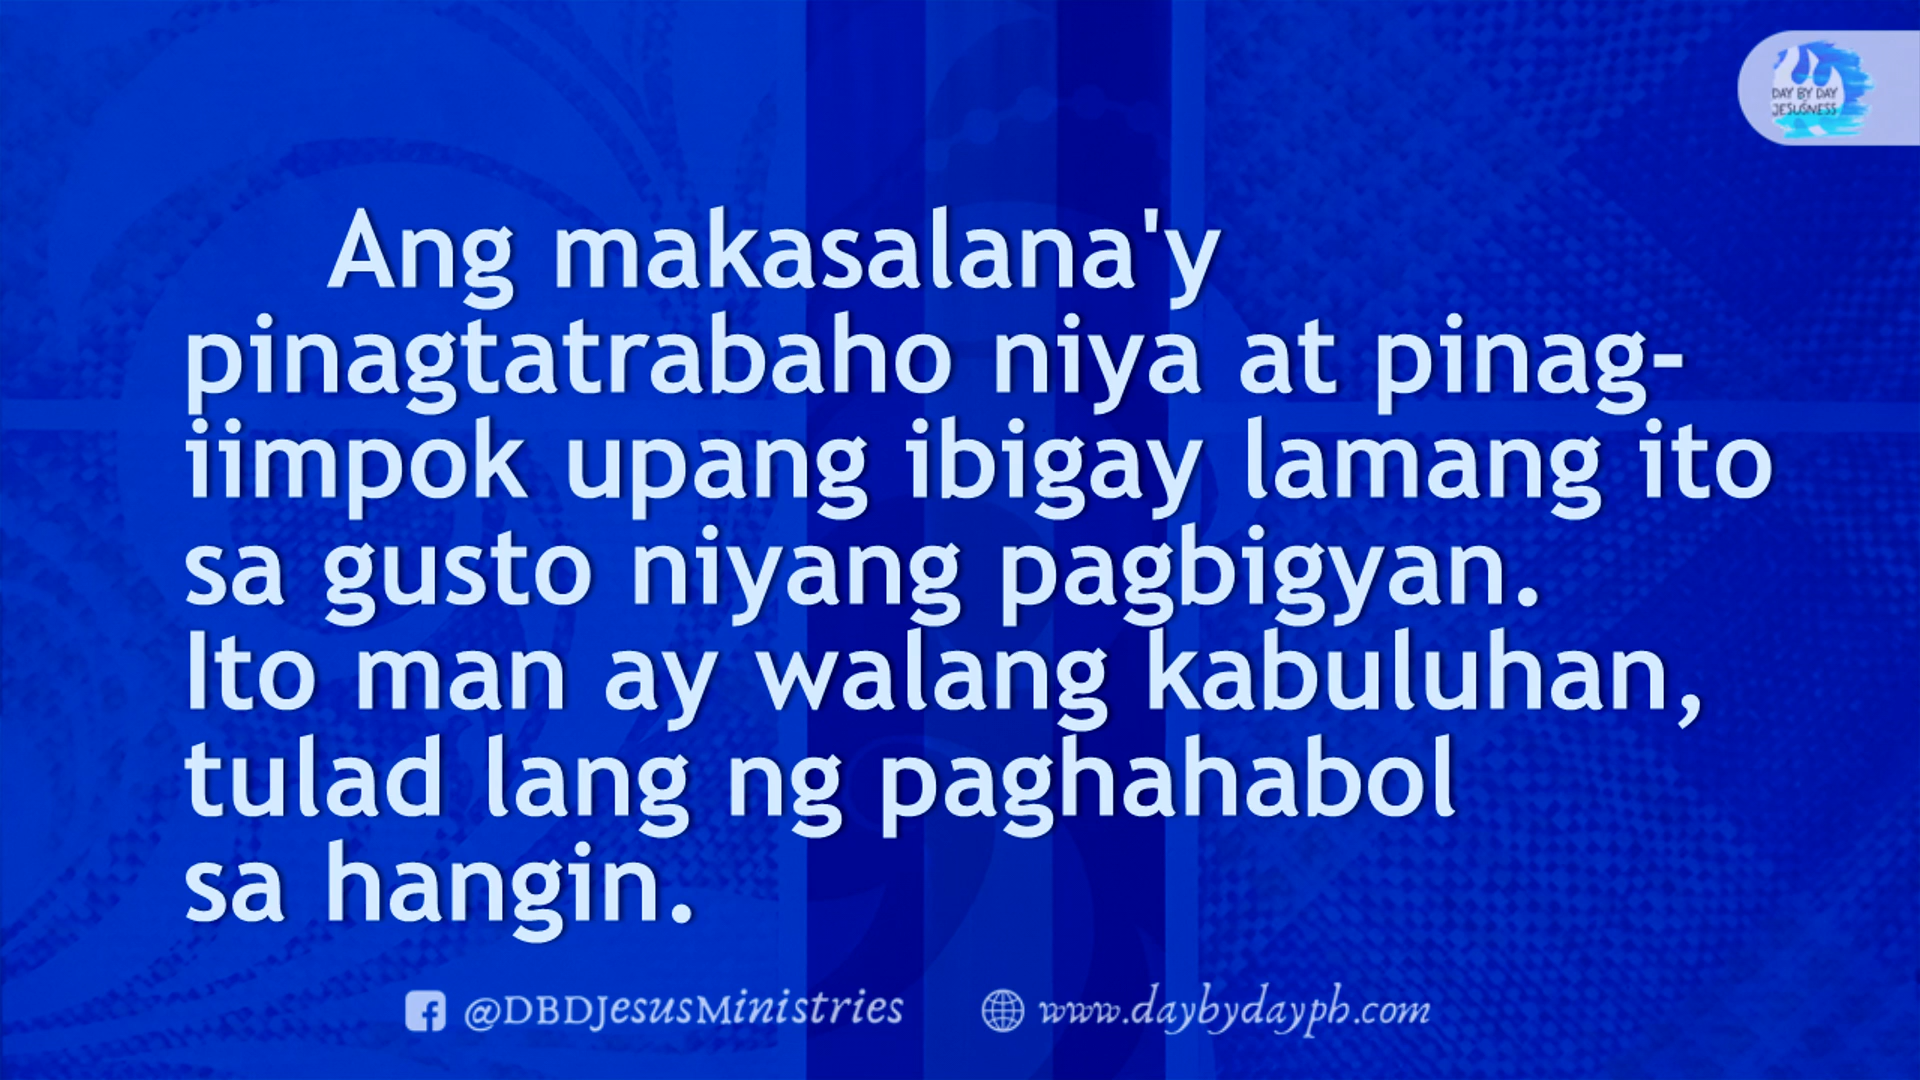 DAY BY DAY
JESUSNESS
Ang makasalana'y
pinagtatrabaho niya at pinag-
iimpok upang ibigay lamang ito
sa gusto niyang pagbigyan.
Ito man ay walang kabuluhan,
tulad lang ng paghahabol
sa hangin.
@DBDJesusMinistries
www.daybydayph.com